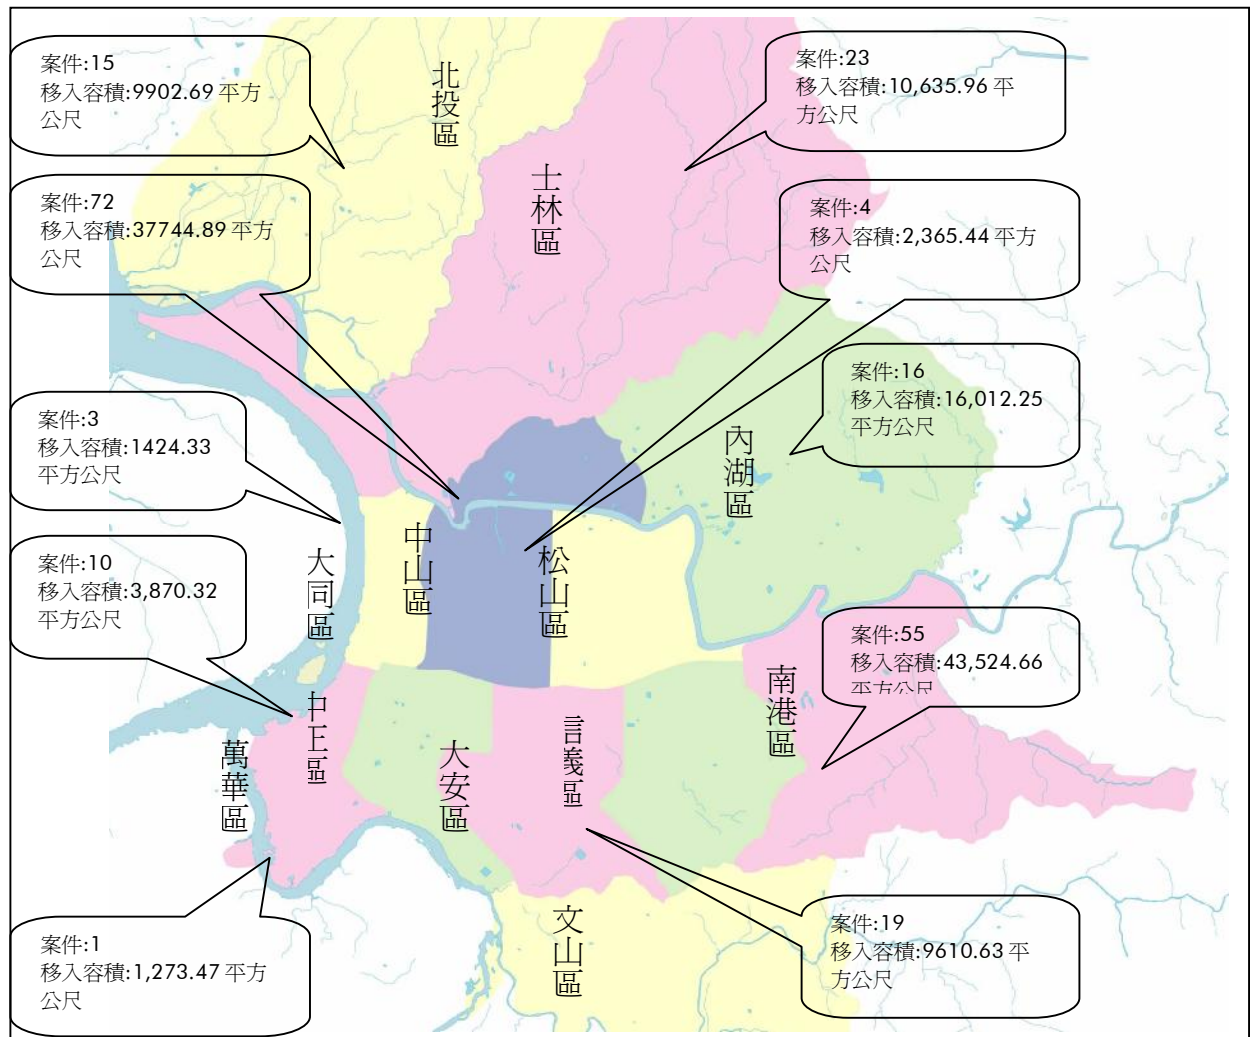 案件:15
移入容積:9902.69 平方
公尺
北投區
案件:23
移入容積:10,635.96 平
方公尺
士林區
案件:72
移入容積:37744.89 平方
公尺
案件:4
移入容積:2,365.44 平方
公尺
案件:16
移入容積:16,012.25
平方公尺
內湖區
案件:3
移入容積:1424.33
平方公尺
中山區
松山區
大同區
案件:10
移入容積:3,870.32
平方公尺
案件:55
移入容積:43,524.66
平方公尺
南港區
中正區
萬華區
大安區
信義區
文山區
案件:19
移入容積:9610.63 平
方公尺
案件:1
移入容積:1,273.47 平方
公尺